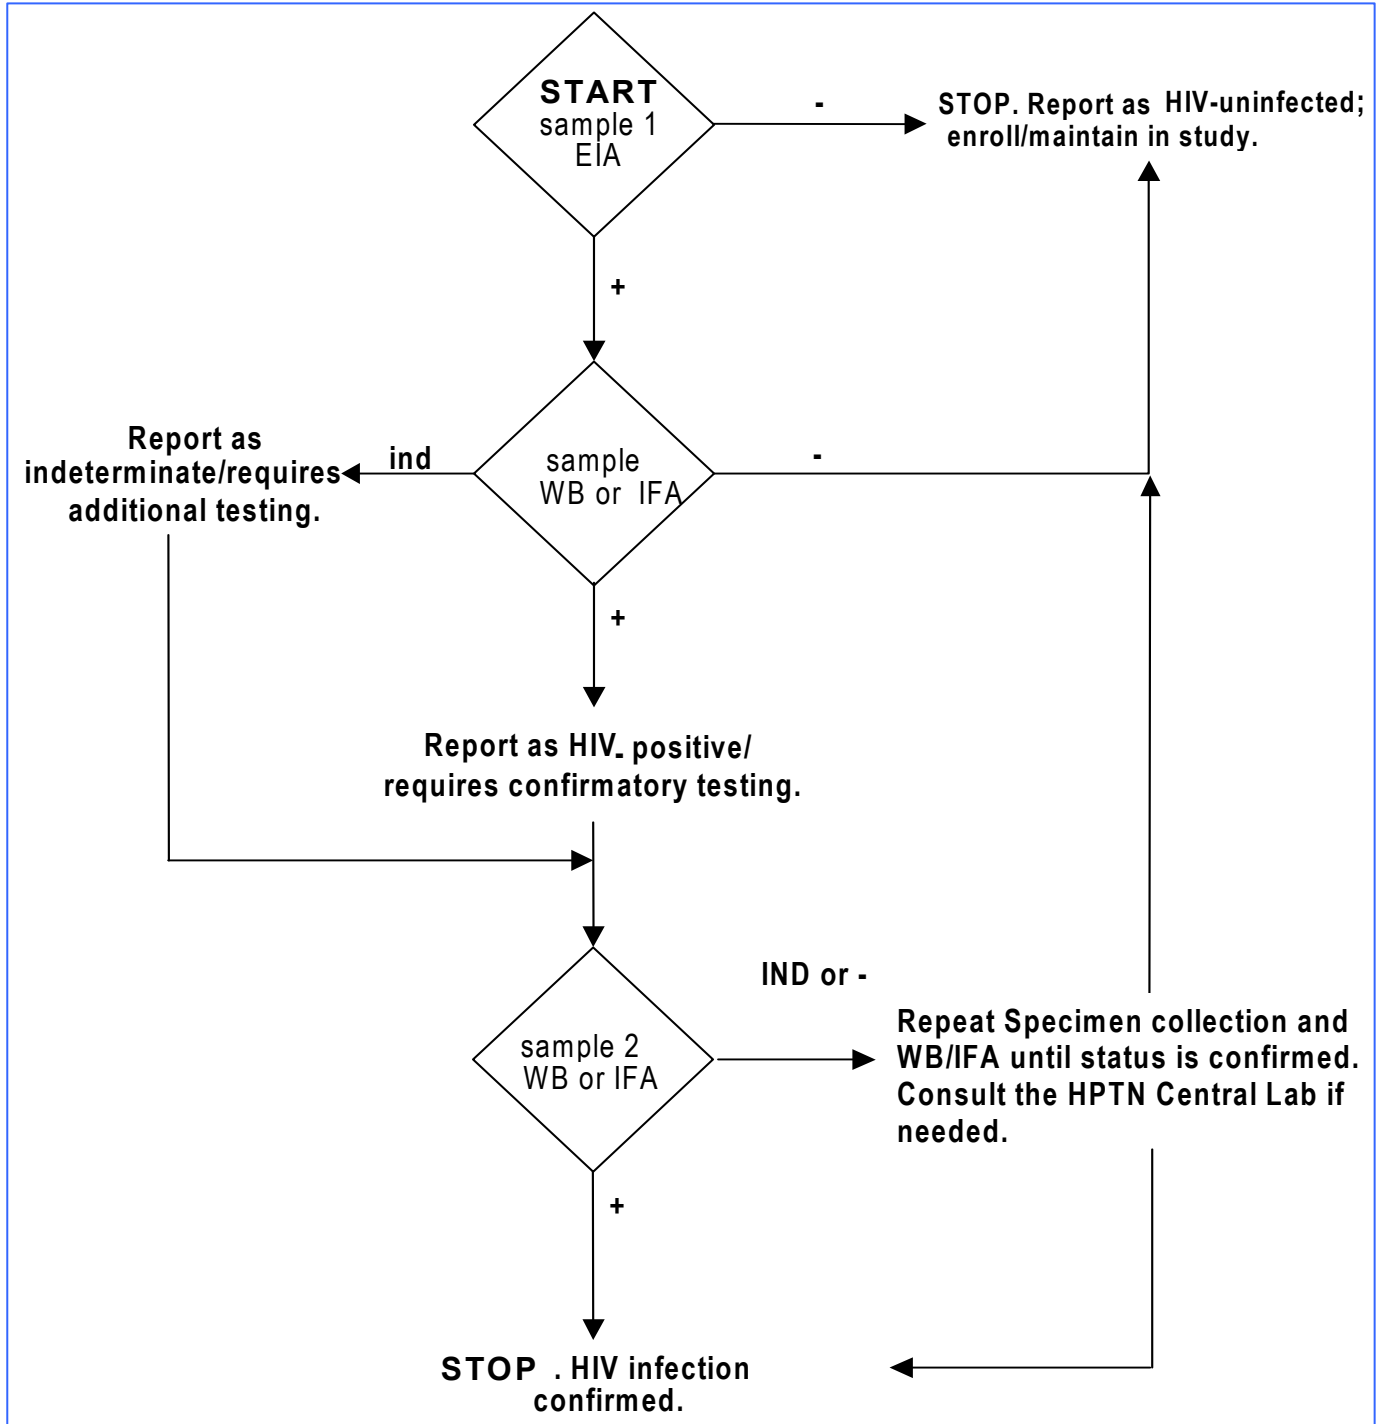 START
sample 1
EIA
-
STOP. Report as HIV-uninfected;
enroll/maintain in study.
+
Report as
indeterminate/requires
additional testing.
ind
sample
WB or IFA
-
+
Report as HIV- positive/
requires confirmatory testing.
sample 2
WB or IFA
IND or -
Repeat Specimen collection and
WB/IFA until status is confirmed.
Consult the HPTN Central Lab if
needed.
+
STOP . HIV infection
confirmed.